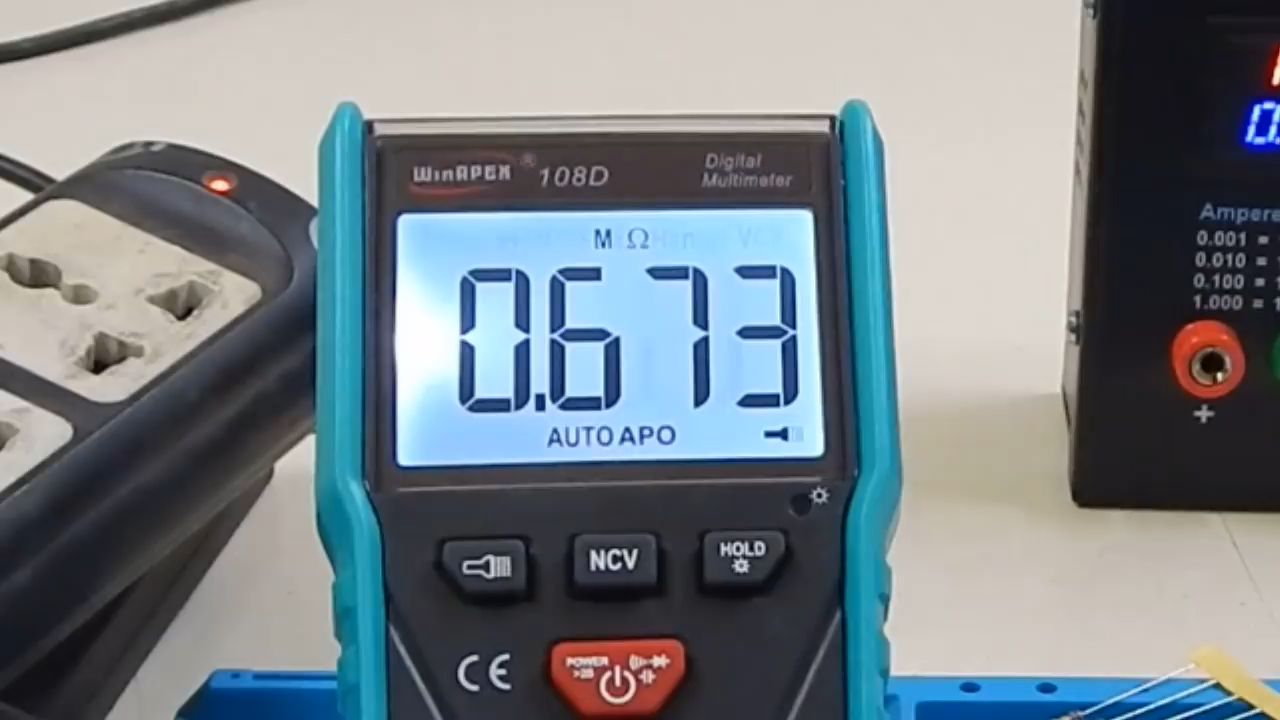 WINAPEX® 108D
Digital
Multimeter
M Ω
0.673
AUTO APO
NCV
HOLD
CE
POWER
>2S
Ampere
0.001 =
0.010 =
0.100 =
1.000 =
+